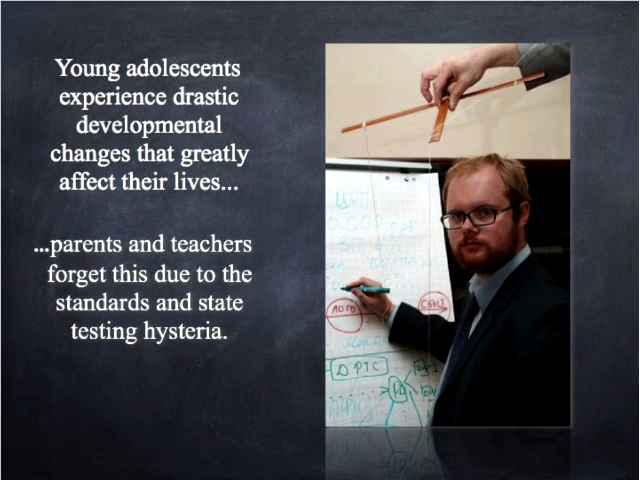 Young adolescents
experience drastic
developmental
changes that greatly
affect their lives...
...parents and teachers
forget this due to the
standards and state
testing hysteria.
ЛОГО